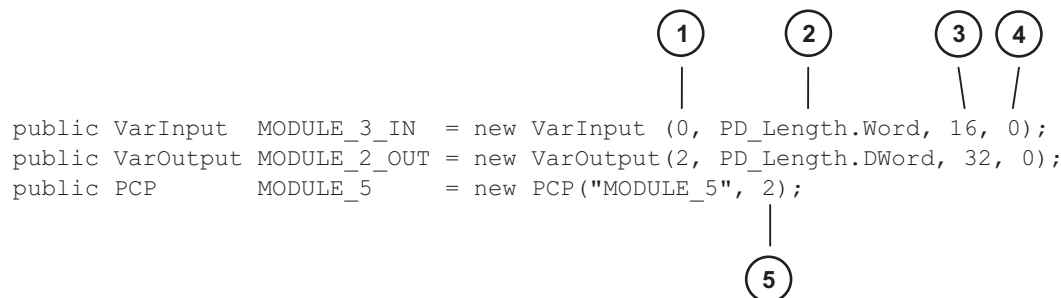 1 2 3 4
public VarInput  MODULE_3_IN  = new VarInput (0, PD_Length.Word, 16, 0);
public VarOutput MODULE_2_OUT = new VarOutput(2, PD_Length.DWord, 32, 0);
public PCP       MODULE_5     = new PCP("MODULE_5", 2);
5